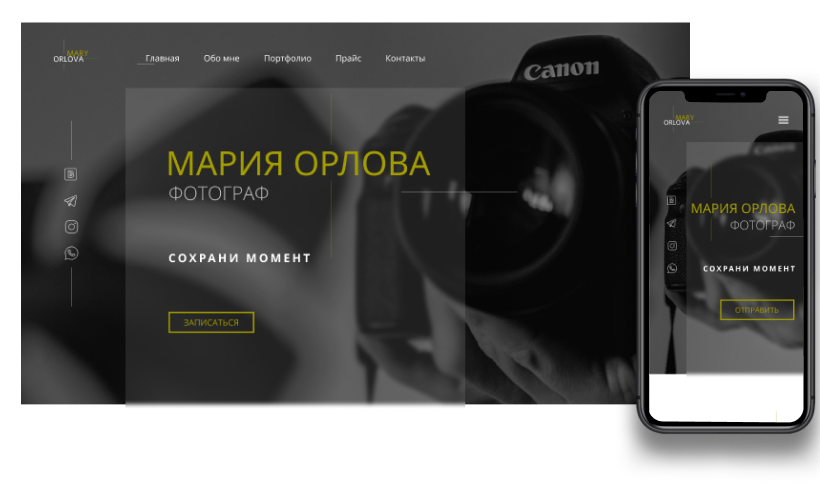 MARY
ORLOVA
Главная Обо мне Портфолио Прайс Контакты
Canon
МАРИЯ ОРЛОВА
ФОТОГРАФ
СОХРАНИ МОМЕНТ
ЗАПИСАТЬСЯ
MARY
ORLOVA
Canon
МАРИЯ ОРЛОВА
ФОТОГРАФ
СОХРАНИ МОМЕНТ
ОТПРАВИТЬ